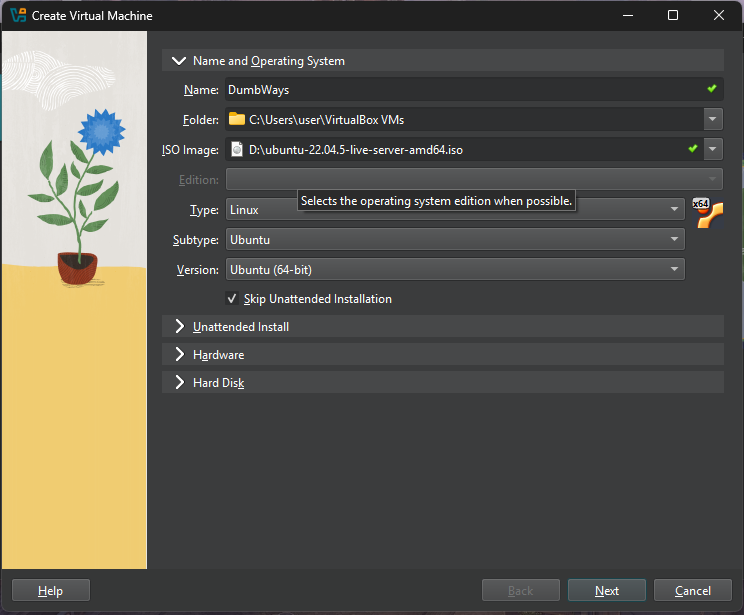 Create Virtual Machine
Name and Operating System
Name: DumbWays
Folder: C:\Users\user\VirtualBox VMs
ISO Image: D:\ubuntu-22.04.5-live-server-amd64.iso
Edition:
Selects the operating system edition when possible.
Type: Linux
x64
Subtype: Ubuntu
Version: Ubuntu (64-bit)
Skip Unattended Installation
Unattended Install
Hardware
Hard Disk
Help Back Next Cancel